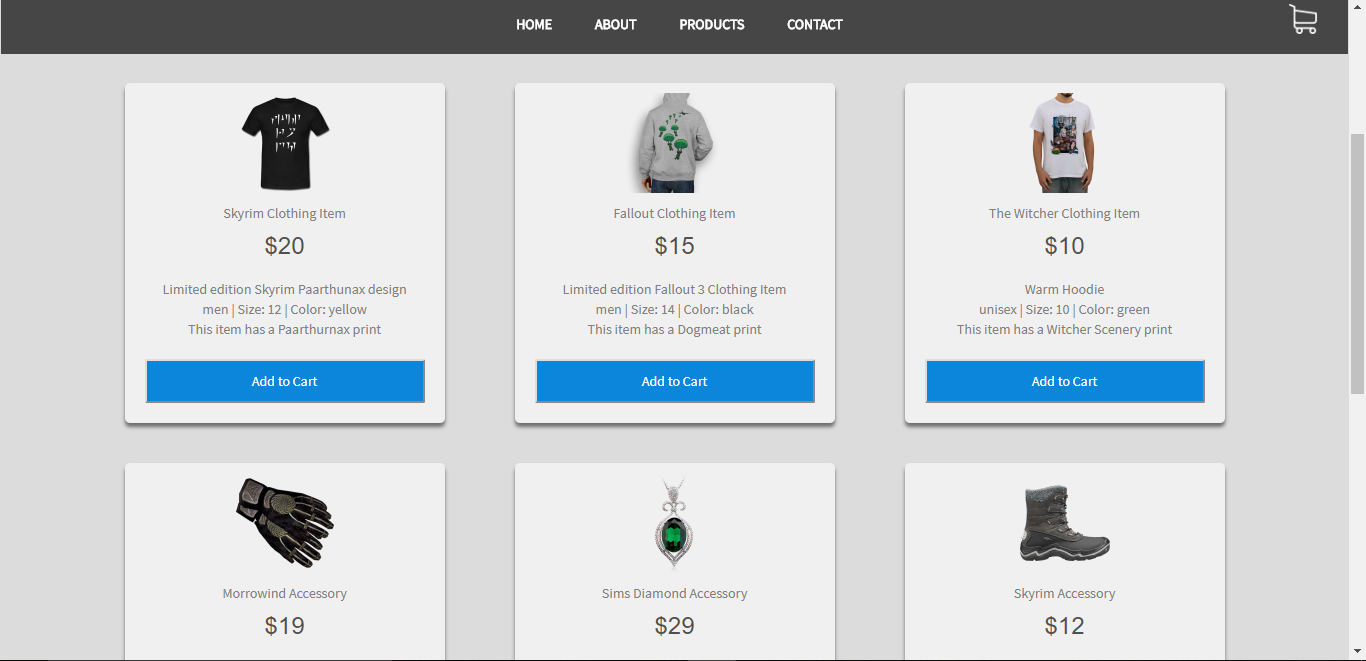 HOME ABOUT PRODUCTS CONTACT
Skyrim Clothing Item
$20
Limited edition Skyrim Paarthunax design
men | Size: 12 | Color: yellow
This item has a Paarthurnax print
Add to Cart
Fallout Clothing Item
$15
Limited edition Fallout 3 Clothing Item
men | Size: 14 | Color: black
This item has a Dogmeat print
Add to Cart
The Witcher Clothing Item
$10
Warm Hoodie
unisex | Size: 10 | Color: green
This item has a Witcher Scenery print
Add to Cart
Morrowind Accessory
$19
Sims Diamond Accessory
$29
Skyrim Accessory
$12